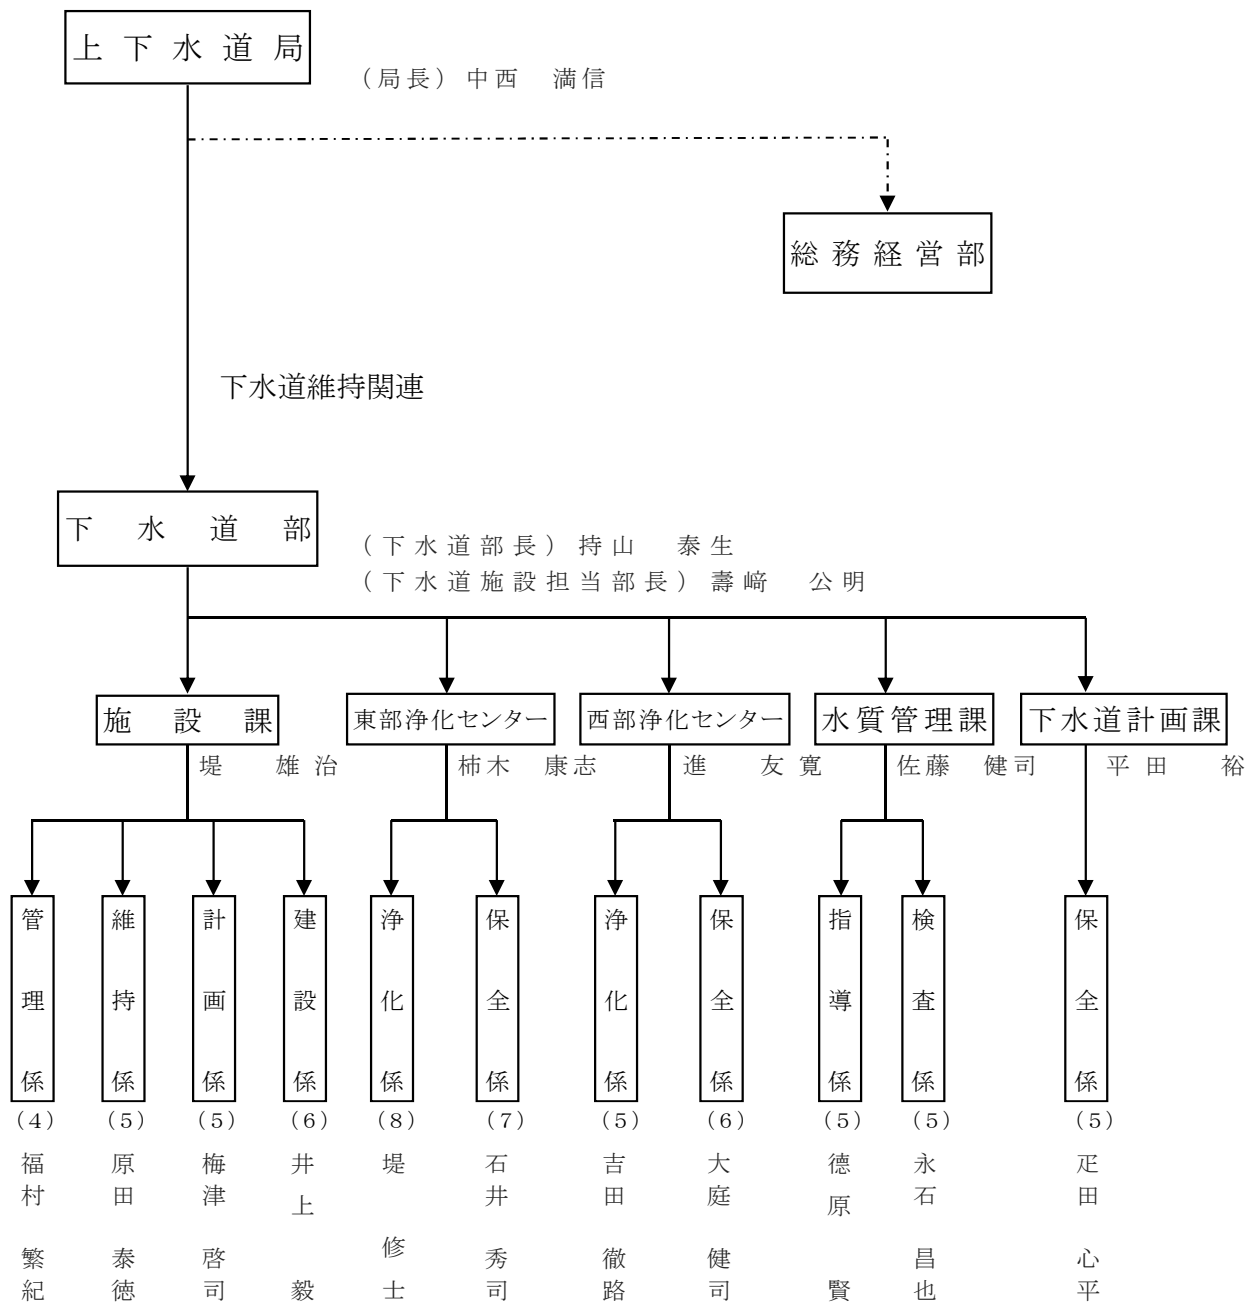 上下水道局
（局長）中西　満信
総務経営部
下水道維持関連
下水道部
（下水道部長）持山　泰生
（下水道施設担当部長）壽﨑　公明
施設課
東部浄化センター
西部浄化センター
水質管理課
下水道計画課
堤　雄治
柿木　康志
進　友寛
佐藤　健司
平田　裕
管理係
維持係
計画係
建設係
浄化係
保全係
浄化係
保全係
指導係
検査係
保全係
（4）
（5）
（5）
（6）
（8）
（7）
（5）
（6）
（5）
（5）
（5）
福村　繁紀
原田　泰徳
梅津　啓司
井上　毅
堤　修士
石井　秀司
吉田　徹路
大庭　健司
德原　賢
永石　昌也
疋田　心平